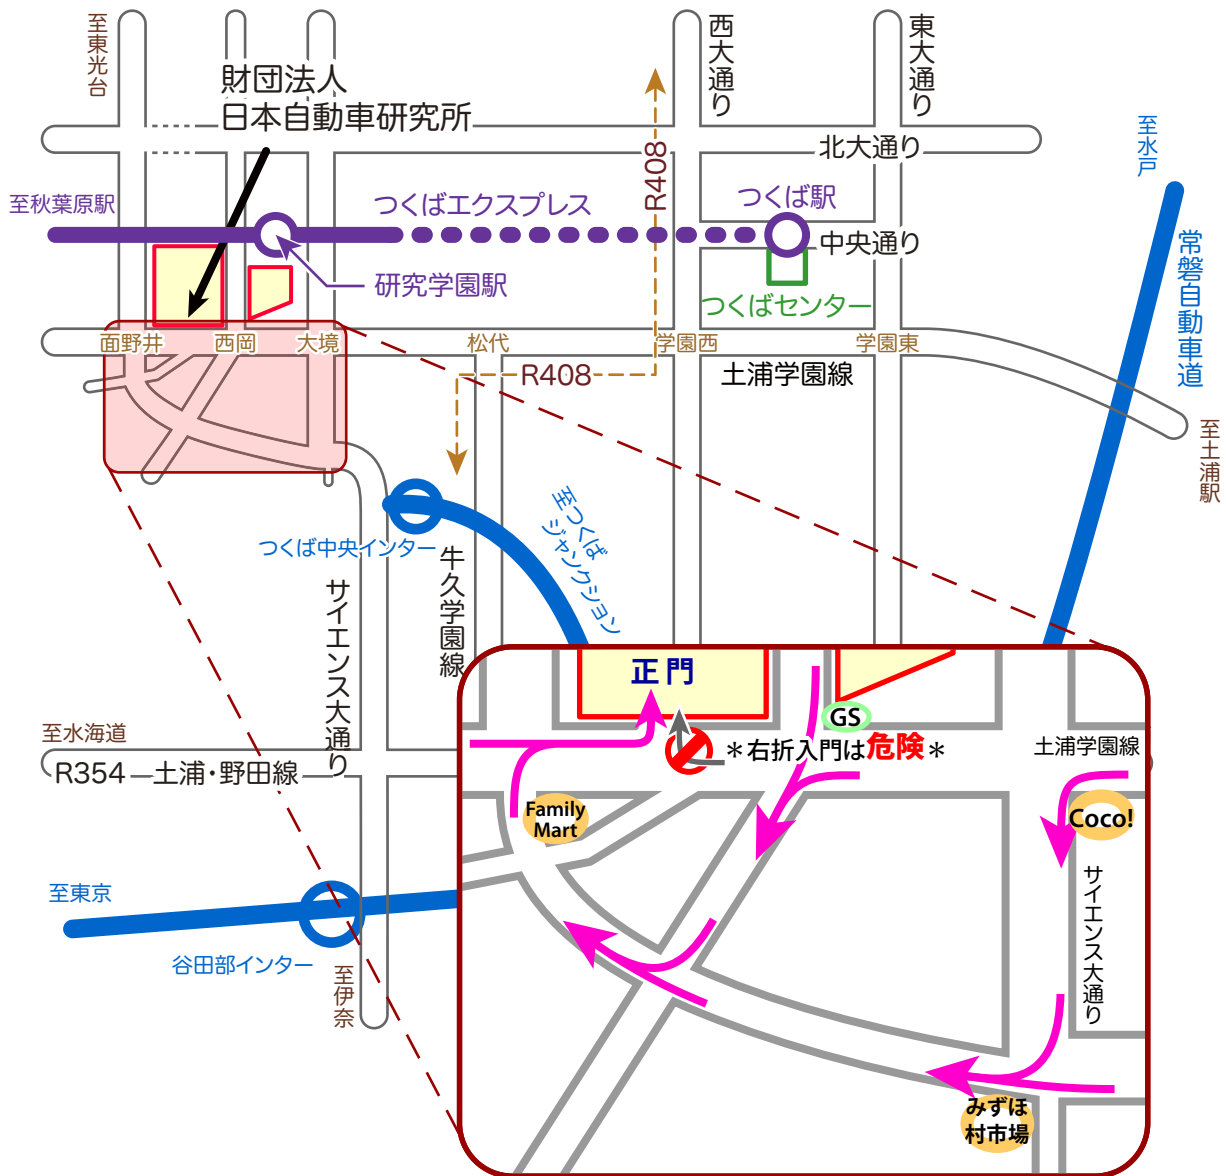 至東光台
財団法人
日本自動車研究所
西大通り
東大通り
北大通り
至水戸
R408
至秋葉原駅
つくばエクスプレス
つくば駅
中央通り
常磐自動車道
研究学園駅
つくばセンター
面野井
西岡
大境
松代
学園西
学園東
R408
土浦学園線
至土浦駅
つくば中央インター
至つくば
ジャンクション
牛久学園線
サイエンス大通り
至水海道
R354
土浦・野田線
至東京
谷田部インター
至伊奈
正門
GS
＊右折入門は危険＊
土浦学園線
Family
Mart
Coco!
サイエンス大通り
みずほ
村市場